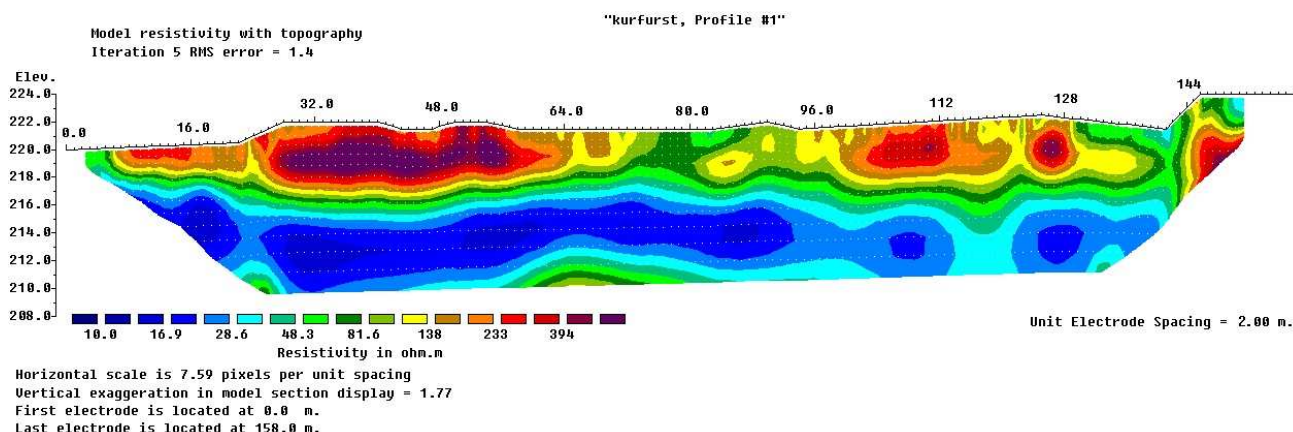 "kurfurst, Profile #1"
Model resistivity with topography
Iteration 5 RMS error = 1.4
Elev.
224.0
222.0
220.0
218.0
216.0
214.0
212.0
210.0
208.0
0.0 16.0 32.0 48.0 64.0 80.0 96.0 112 128 144
10.0 16.9 28.6 48.3 81.6 138 233 394
Resistivity in ohm.m
Unit Electrode Spacing = 2.00 m.
Horizontal scale is 7.59 pixels per unit spacing
Vertical exaggeration in model section display = 1.77
First electrode is located at 0.0 m.
Last electrode is located at 158.0 m.